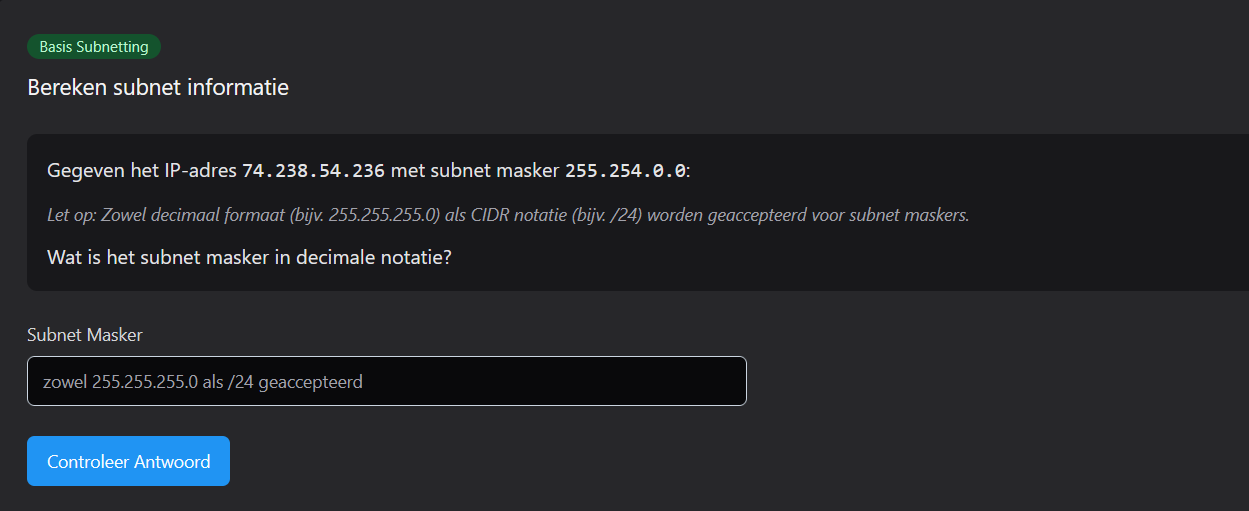 Basis Subnetting
Bereken subnet informatie
Gegeven het IP-adres 74.238.54.236 met subnet masker 255.254.0.0:
Let op: Zowel decimaal formaat (bijv. 255.255.255.0) als CIDR notatie (bijv. /24) worden geaccepteerd voor subnet maskers.
Wat is het subnet masker in decimale notatie?
Subnet Masker
zowel 255.255.255.0 als /24 geaccepteerd
Controleer Antwoord